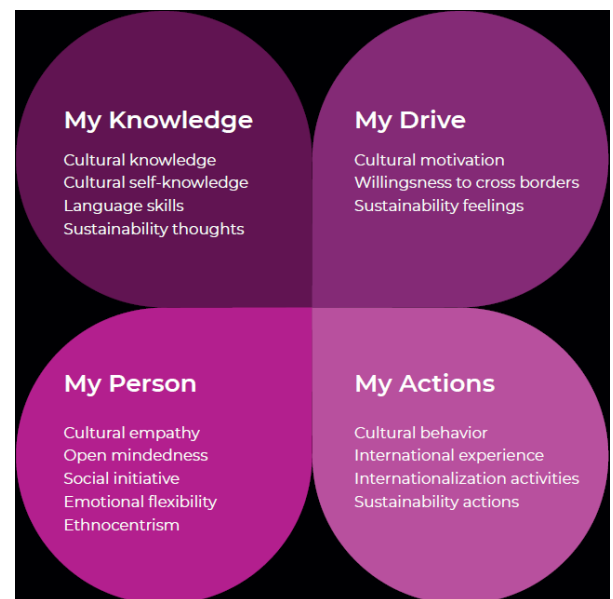 My Knowledge
Cultural knowledge
Cultural self-knowledge
Language skills
Sustainability thoughts
My Drive
Cultural motivation
Willingsness to cross borders
Sustainability feelings
My Person
Cultural empathy
Open mindedness
Social initiative
Emotional flexibility
Ethnocentrism
My Actions
Cultural behavior
International experience
Internationalization activities
Sustainability actions